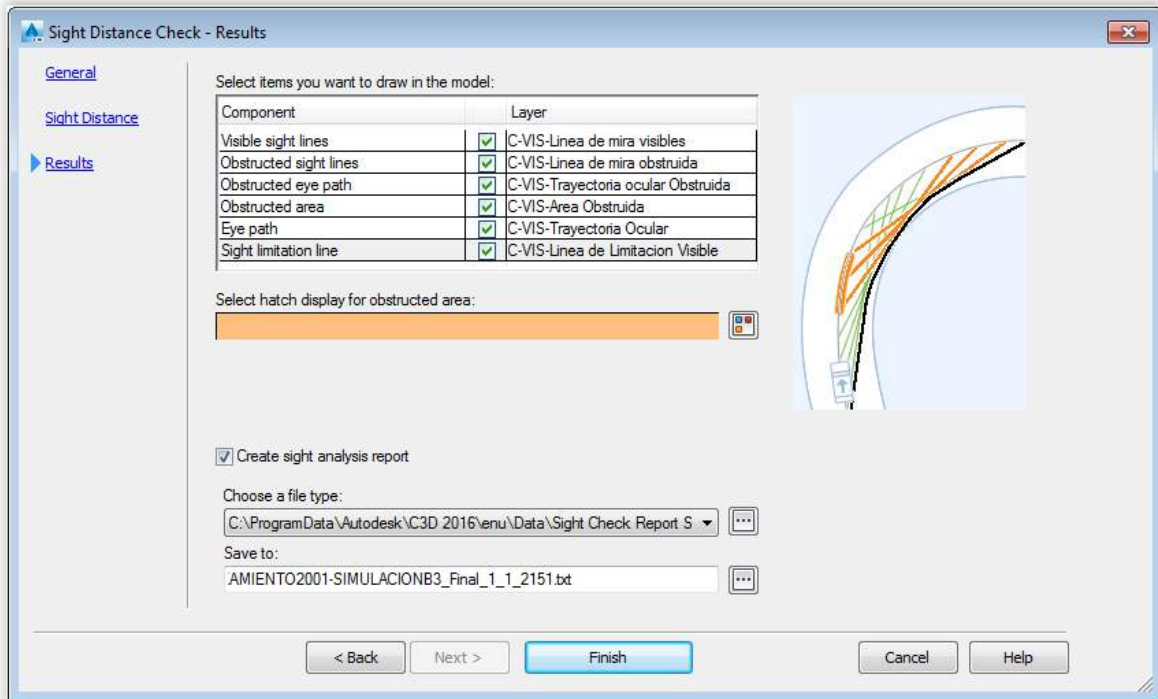 Sight Distance Check - Results
General
Sight Distance
Results
Select items you want to draw in the model:
Component Layer
Visible sight lines C-VIS-Linea de mira visibles
Obstructed sight lines C-VIS-Linea de mira obstruida
Obstructed eye path C-VIS-Trayectoria ocular Obstruida
Obstructed area C-VIS-Area Obstruida
Eye path C-VIS-Trayectoria Ocular
Sight limitation line C-VIS-Linea de Limitacion Visible
Select hatch display for obstructed area:
Create sight analysis report
Choose a file type:
C:\ProgramData\Autodesk\C3D 2016\enu\Data\Sight Check Report S
Save to:
AMIENTO2001-SIMULACIONB3_Final_1_1_2151.txt
< Back Next > Finish Cancel Help